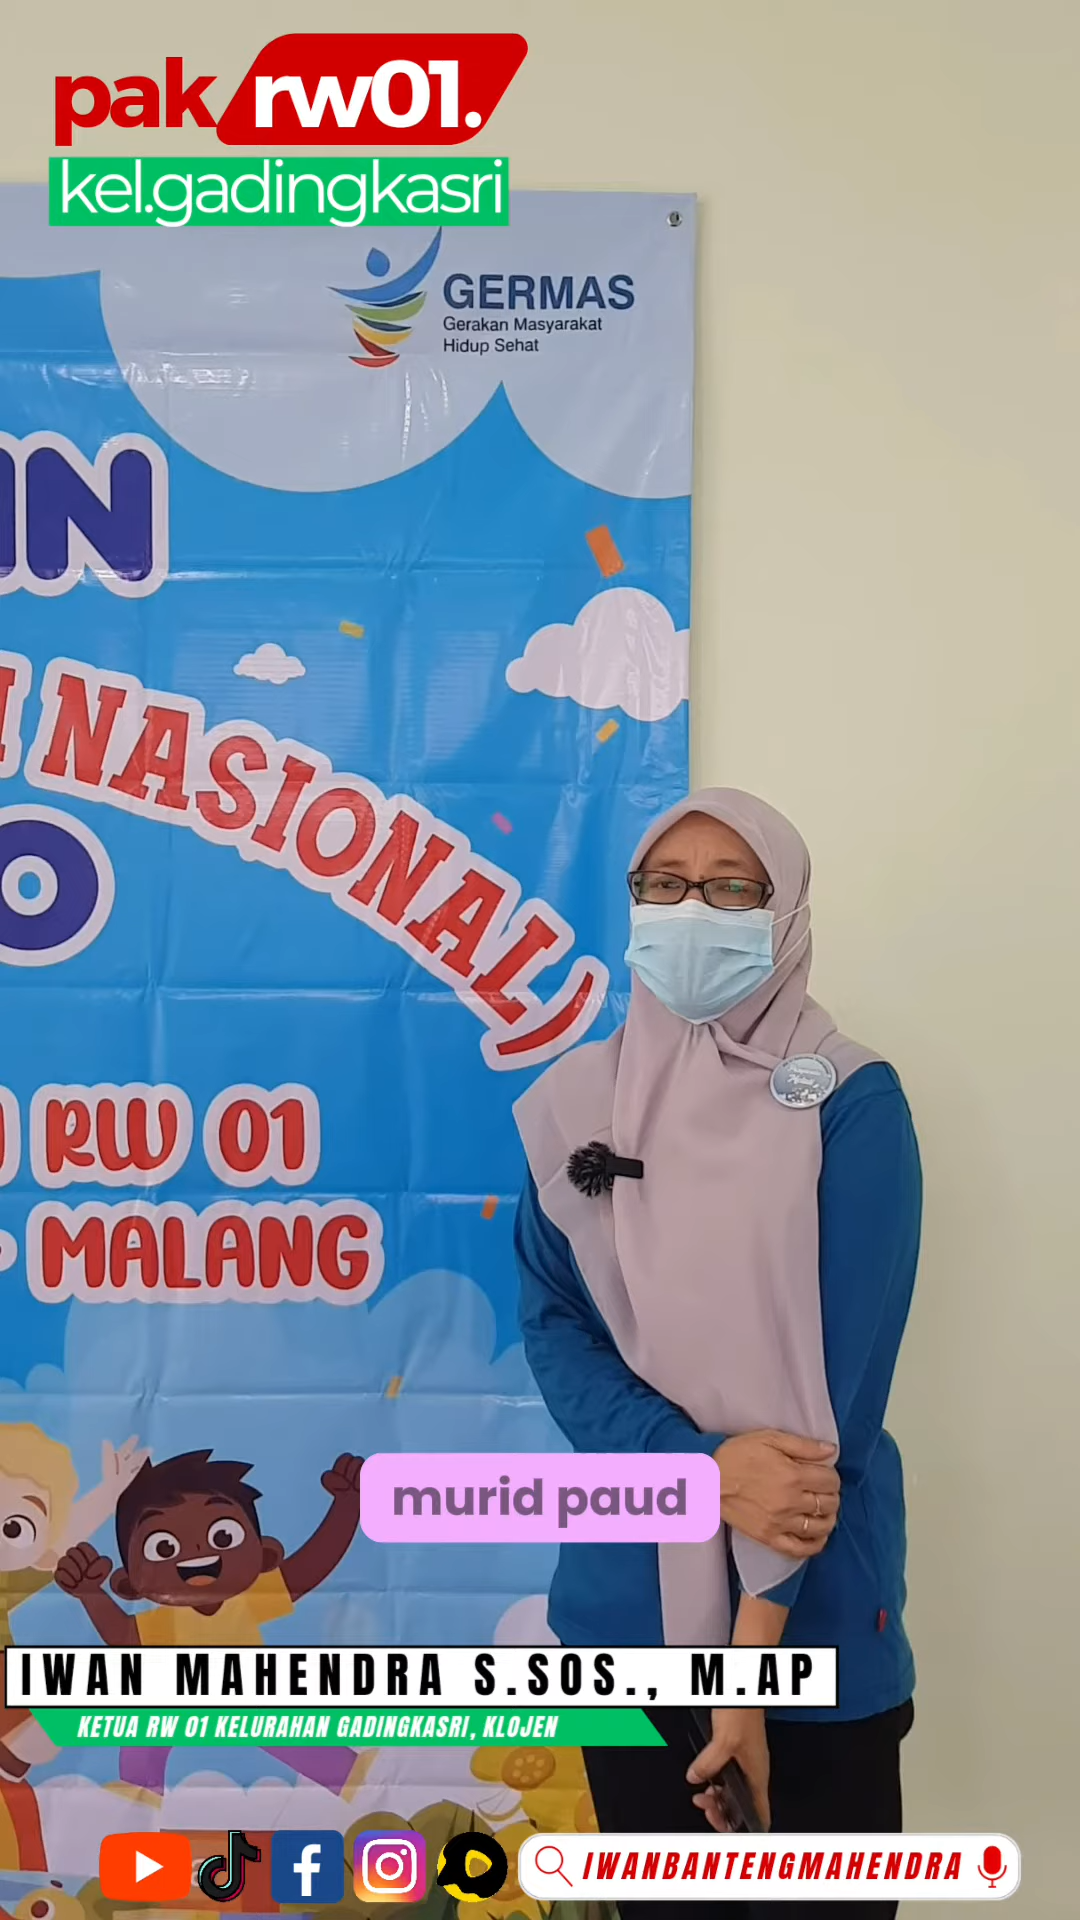 pak rw01.
kel.gadingkasri
GERMAS
Gerakan Masyarakat
Hidup Sehat
IN
NASIONAL)
O
RW 01
MALANG
murid paud
IWAN MAHENDRA S.SOS., M.AP
KETUA RW 01 KELURAHAN GADINGKASRI, KLOJEN
IWANBANTENGMAHENDRA